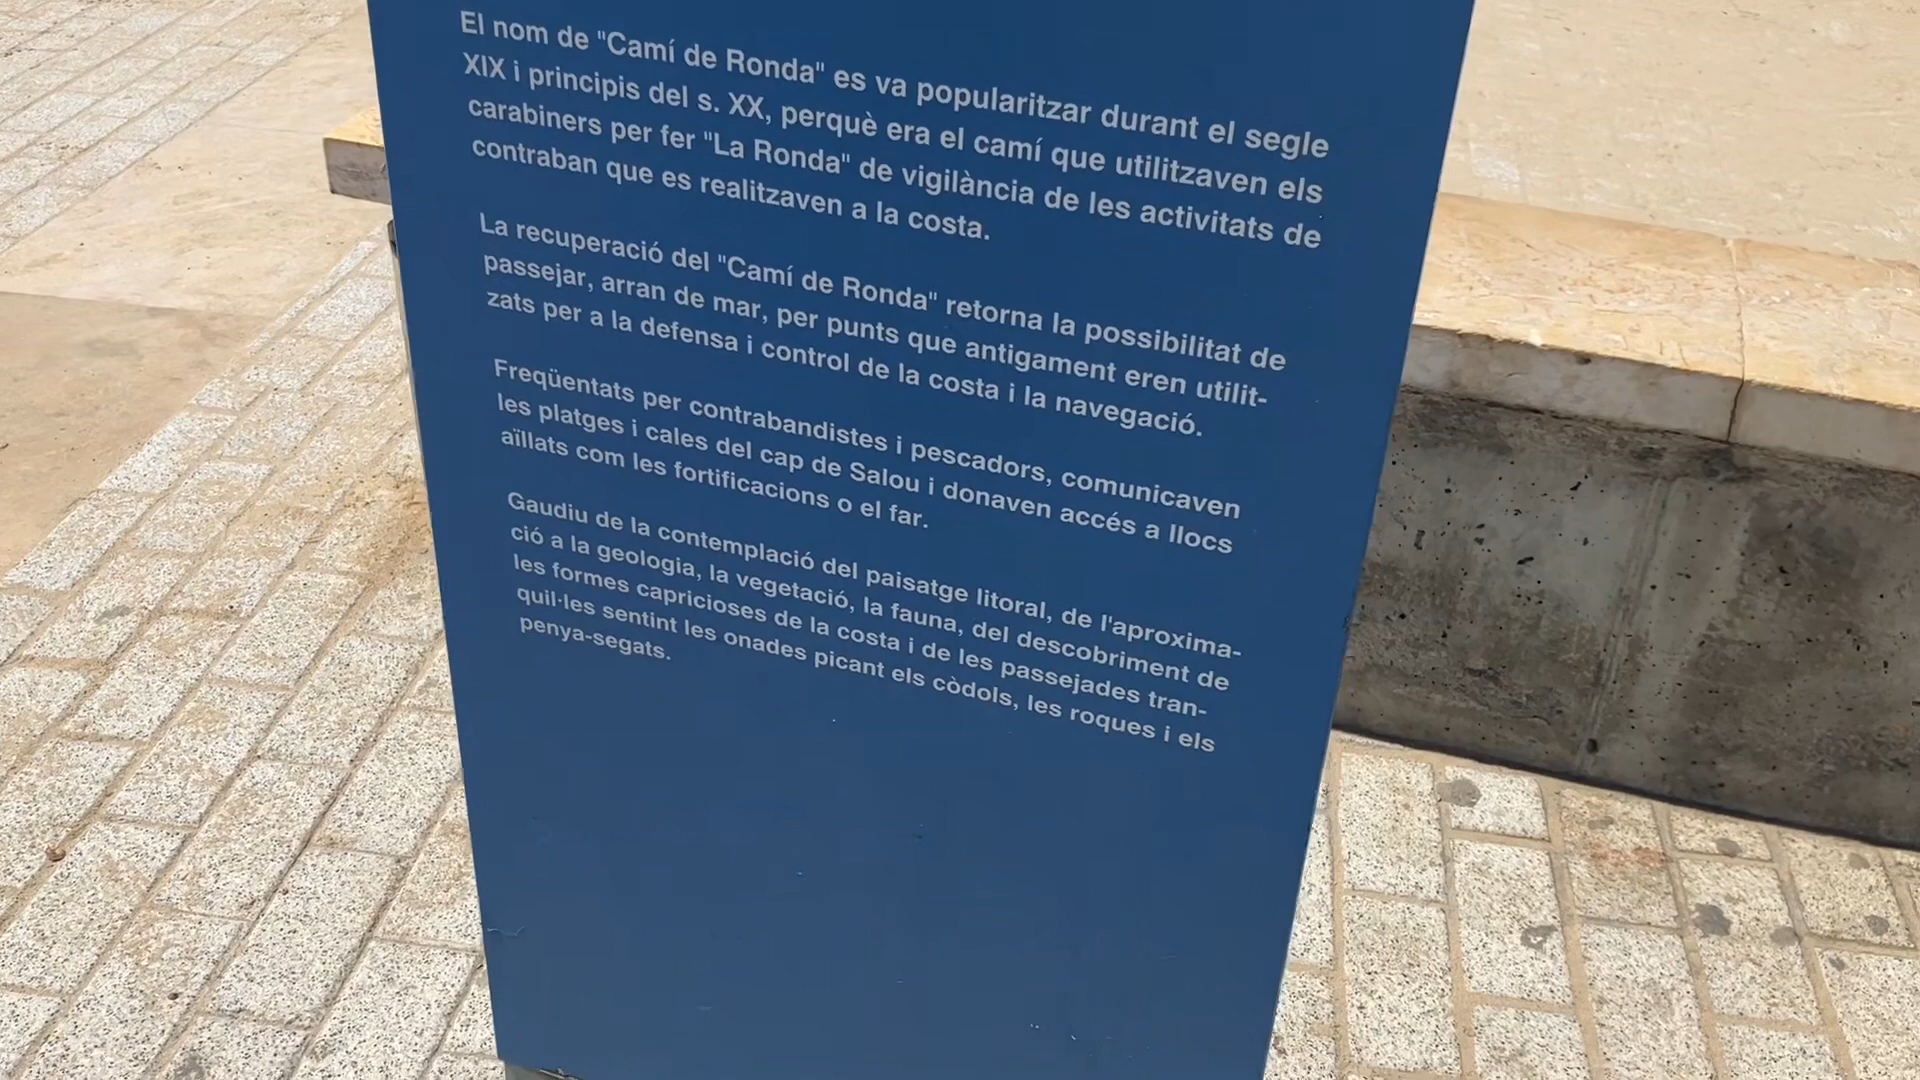 El nom de "Camí de Ronda" es va popularitzar durant el segle
XIX i principis del s. XX, perquè era el camí que utilitzaven els
carabiners per fer "La Ronda" de vigilància de les activitats de
contraban que es realitzaven a la costa.
La recuperació del "Camí de Ronda" retorna la possibilitat de
passejar, arran de mar, per punts que antigament eren utilit-
zats per a la defensa i control de la costa i la navegació.
Freqüentats per contrabandistes i pescadors, comunicaven
les platges i cales del cap de Salou i donaven accés a llocs
aïllats com les fortificacions o el far.
Gaudiu de la contemplació del paisatge litoral, de l'aproxima-
ció a la geologia, la vegetació, la fauna, del descobriment de
les formes capricioses de la costa i de les passejades tran-
quil·les sentint les onades picant els còdols, les roques i els
penya-segats.